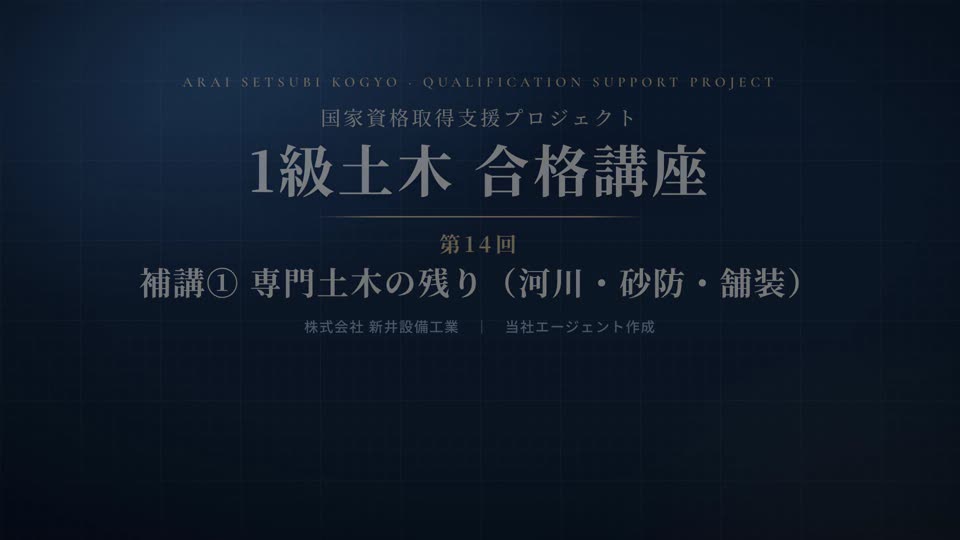 ARAI SETSUBI KOGYO · QUALIFICATION SUPPORT PROJECT
国家資格取得支援プロジェクト
1級土木 合格講座
第14回
補講① 専門土木の残り（河川・砂防・舗装）
株式会社 新井設備工業 ｜ 当社エージェント作成